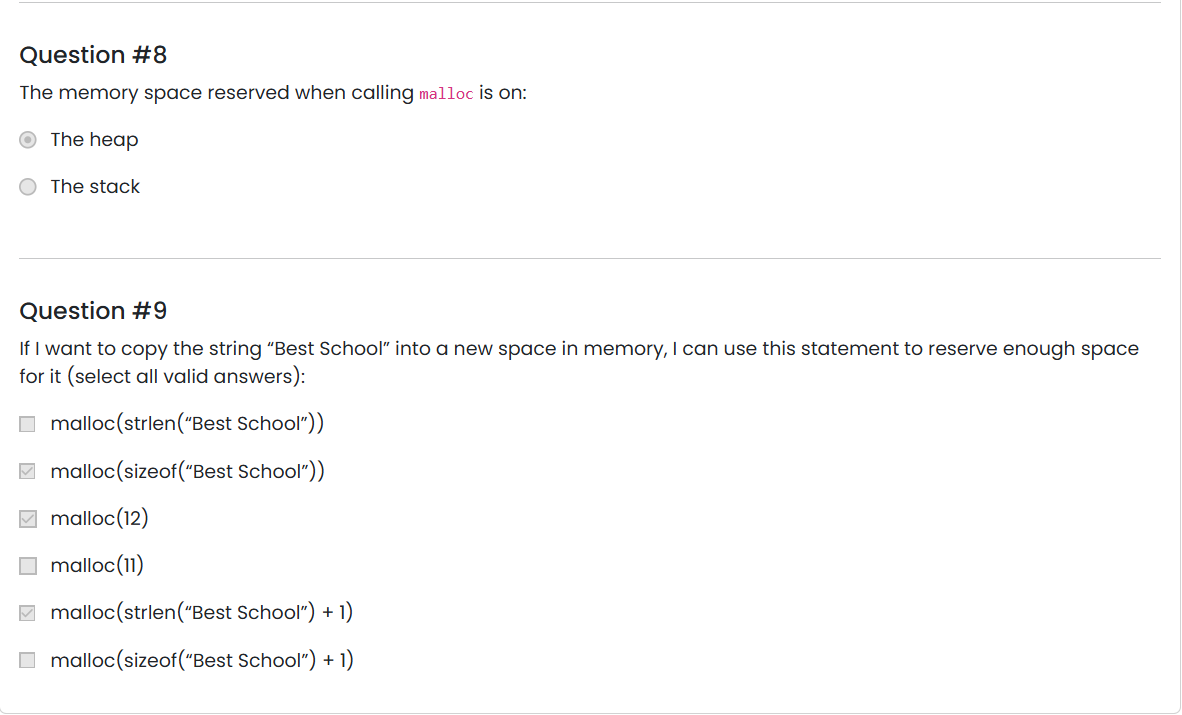 Question #8
The memory space reserved when calling malloc is on:
The heap
The stack
Question #9
If I want to copy the string “Best School” into a new space in memory, I can use this statement to reserve enough space
for it (select all valid answers):
malloc(strlen(“Best School”))
malloc(sizeof(“Best School”))
malloc(12)
malloc(11)
malloc(strlen(“Best School”) + 1)
malloc(sizeof(“Best School”) + 1)